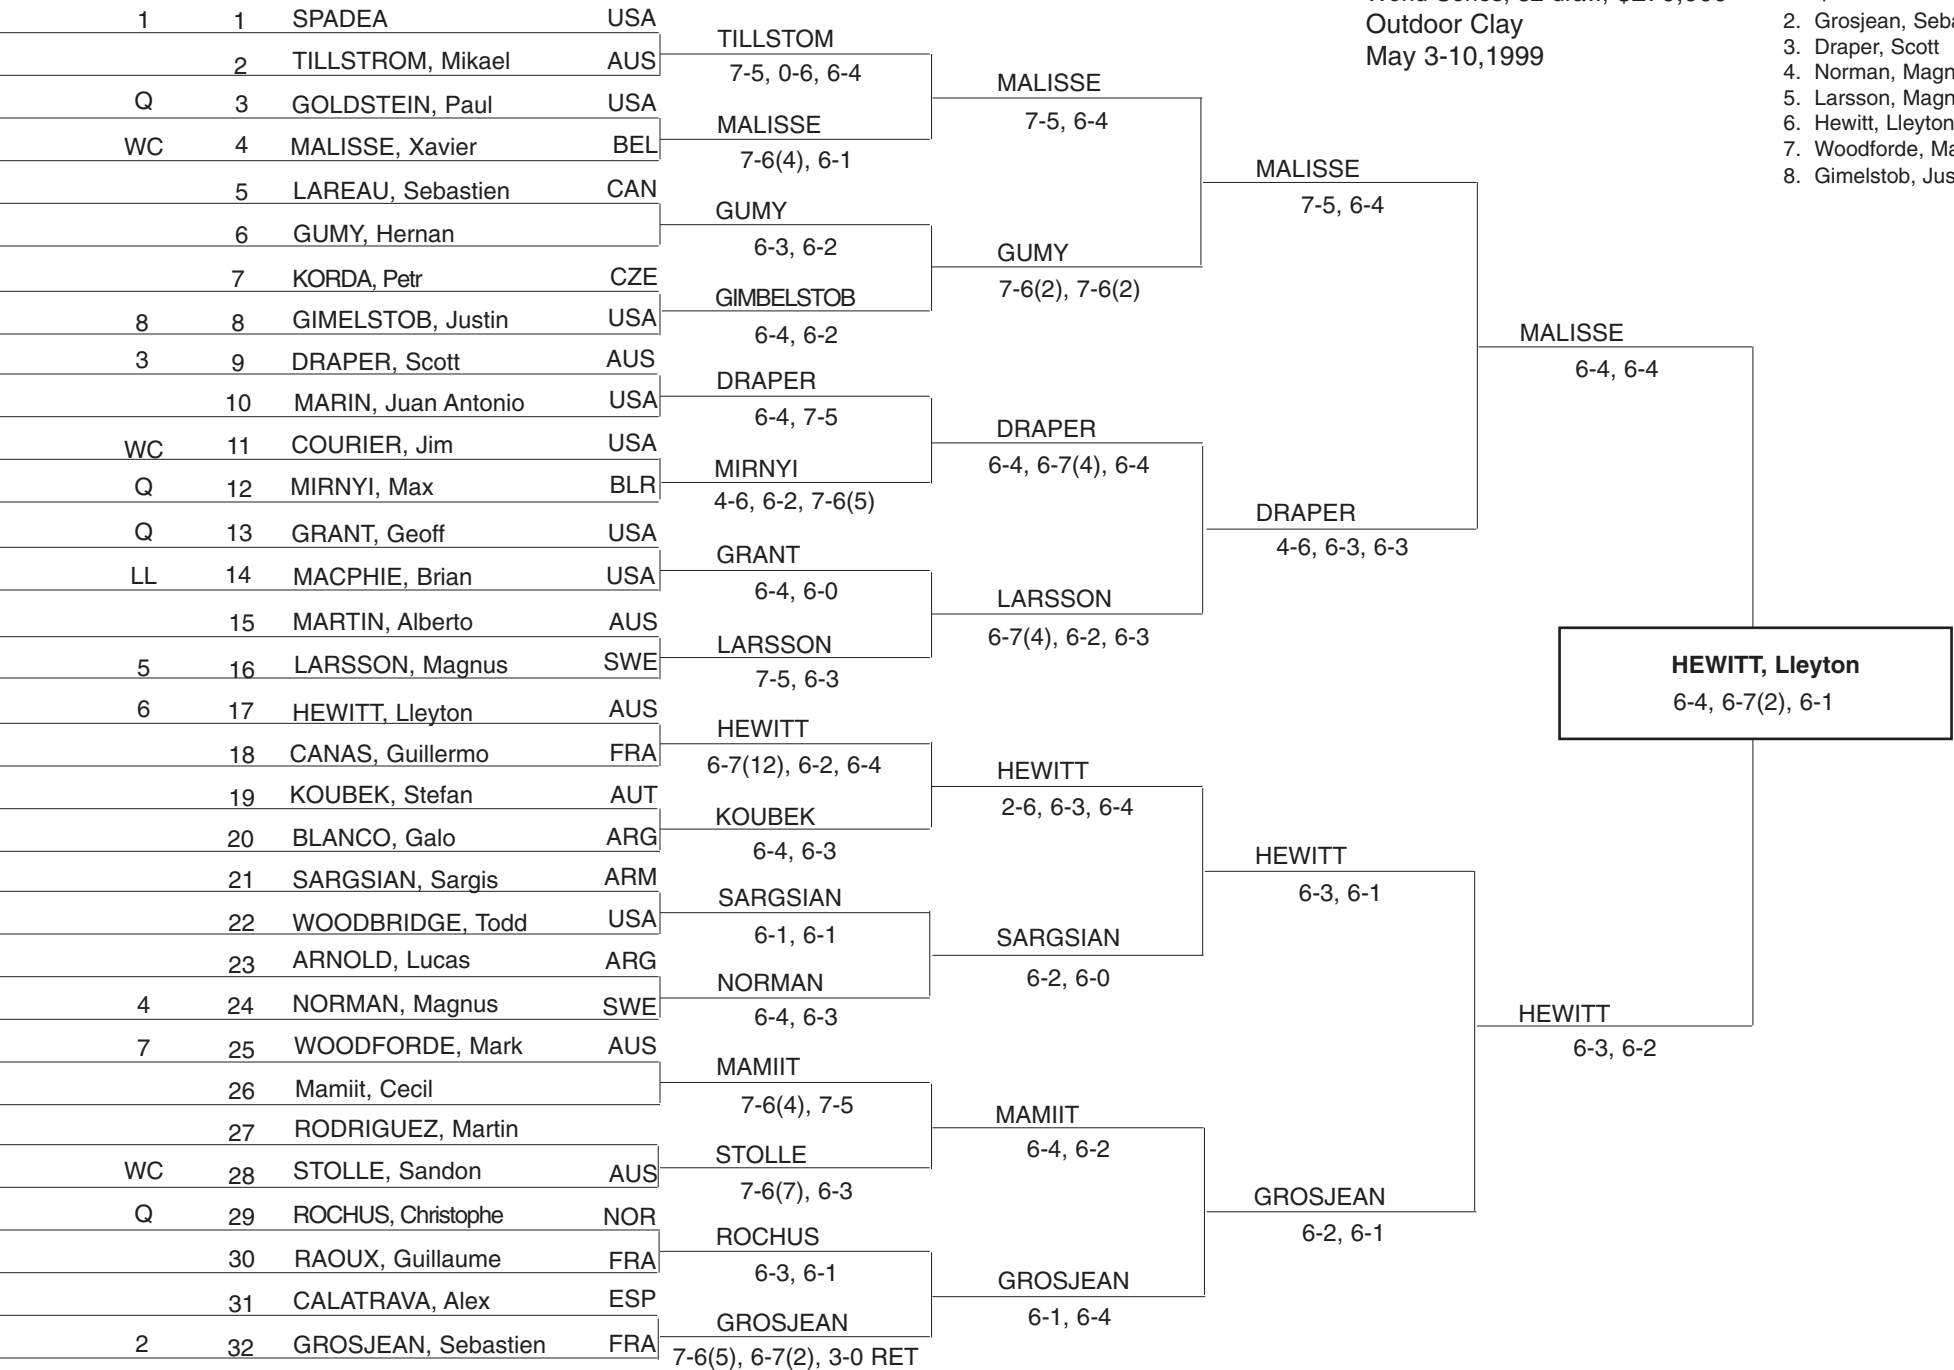 Outdoor Clay
May 3-10,1999
2. Grosjean, Seba
3. Draper, Scott
4. Norman, Magn
5. Larsson, Magn
6. Hewitt, Lleyton
7. Woodforde, Ma
8. Gimelstob, Jus
1 1 SPADEA USA
2 TILLSTROM, Mikael AUS
Q 3 GOLDSTEIN, Paul USA
WC 4 MALISSE, Xavier BEL
5 LAREAU, Sebastien CAN
6 GUMY, Hernan
7 KORDA, Petr CZE
8 8 GIMELSTOB, Justin USA
3 9 DRAPER, Scott AUS
10 MARIN, Juan Antonio USA
WC 11 COURIER, Jim USA
Q 12 MIRNYI, Max BLR
Q 13 GRANT, Geoff USA
LL 14 MACPHIE, Brian USA
15 MARTIN, Alberto AUS
5 16 LARSSON, Magnus SWE
6 17 HEWITT, Lleyton AUS
18 CANAS, Guillermo FRA
19 KOUBEK, Stefan AUT
20 BLANCO, Galo ARG
21 SARGSIAN, Sargis ARM
22 WOODBRIDGE, Todd USA
23 ARNOLD, Lucas ARG
4 24 NORMAN, Magnus SWE
7 25 WOODFORDE, Mark AUS
26 Mamiit, Cecil
27 RODRIGUEZ, Martin
WC 28 STOLLE, Sandon AUS
Q 29 ROCHUS, Christophe NOR
30 RAOUX, Guillaume FRA
31 CALATRAVA, Alex ESP
2 32 GROSJEAN, Sebastien FRA
TILLSTOM
7-5, 0-6, 6-4
MALISSE
7-6(4), 6-1
GUMY
6-3, 6-2
GIMBELSTOB
6-4, 6-2
DRAPER
6-4, 7-5
MIRNYI
4-6, 6-2, 7-6(5)
GRANT
6-4, 6-0
LARSSON
7-5, 6-3
HEWITT
6-7(12), 6-2, 6-4
KOUBEK
6-4, 6-3
SARGSIAN
6-1, 6-1
NORMAN
6-4, 6-3
MAMIIT
7-6(4), 7-5
STOLLE
7-6(7), 6-3
ROCHUS
6-3, 6-1
GROSJEAN
7-6(5), 6-7(2), 3-0 RET
MALISSE
7-5, 6-4
GUMY
7-6(2), 7-6(2)
DRAPER
6-4, 6-7(4), 6-4
LARSSON
6-7(4), 6-2, 6-3
HEWITT
2-6, 6-3, 6-4
SARGSIAN
6-2, 6-0
MAMIIT
6-4, 6-2
GROSJEAN
6-1, 6-4
MALISSE
7-5, 6-4
DRAPER
4-6, 6-3, 6-3
HEWITT
6-3, 6-1
GROSJEAN
6-2, 6-1
MALISSE
6-4, 6-4
HEWITT
6-3, 6-2
HEWITT, Lleyton
6-4, 6-7(2), 6-1